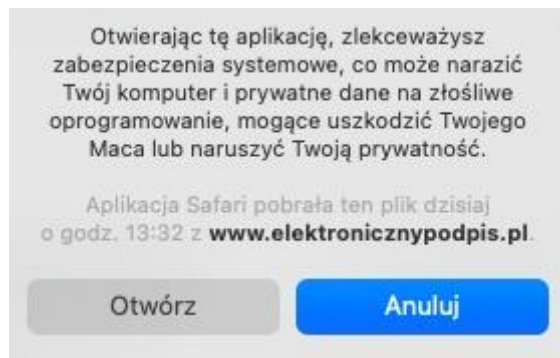 Otwierając tę aplikację, zlekceważysz
zabezpieczenia systemowe, co może narazić
Twój komputer i prywatne dane na złośliwe
oprogramowanie, mogące uszkodzić Twojego
Maca lub naruszyć Twoją prywatność.
Aplikacja Safari pobrała ten plik dzisiaj
o godz. 13:32 z www.elektronicznypodpis.pl.
Otwórz Anuluj